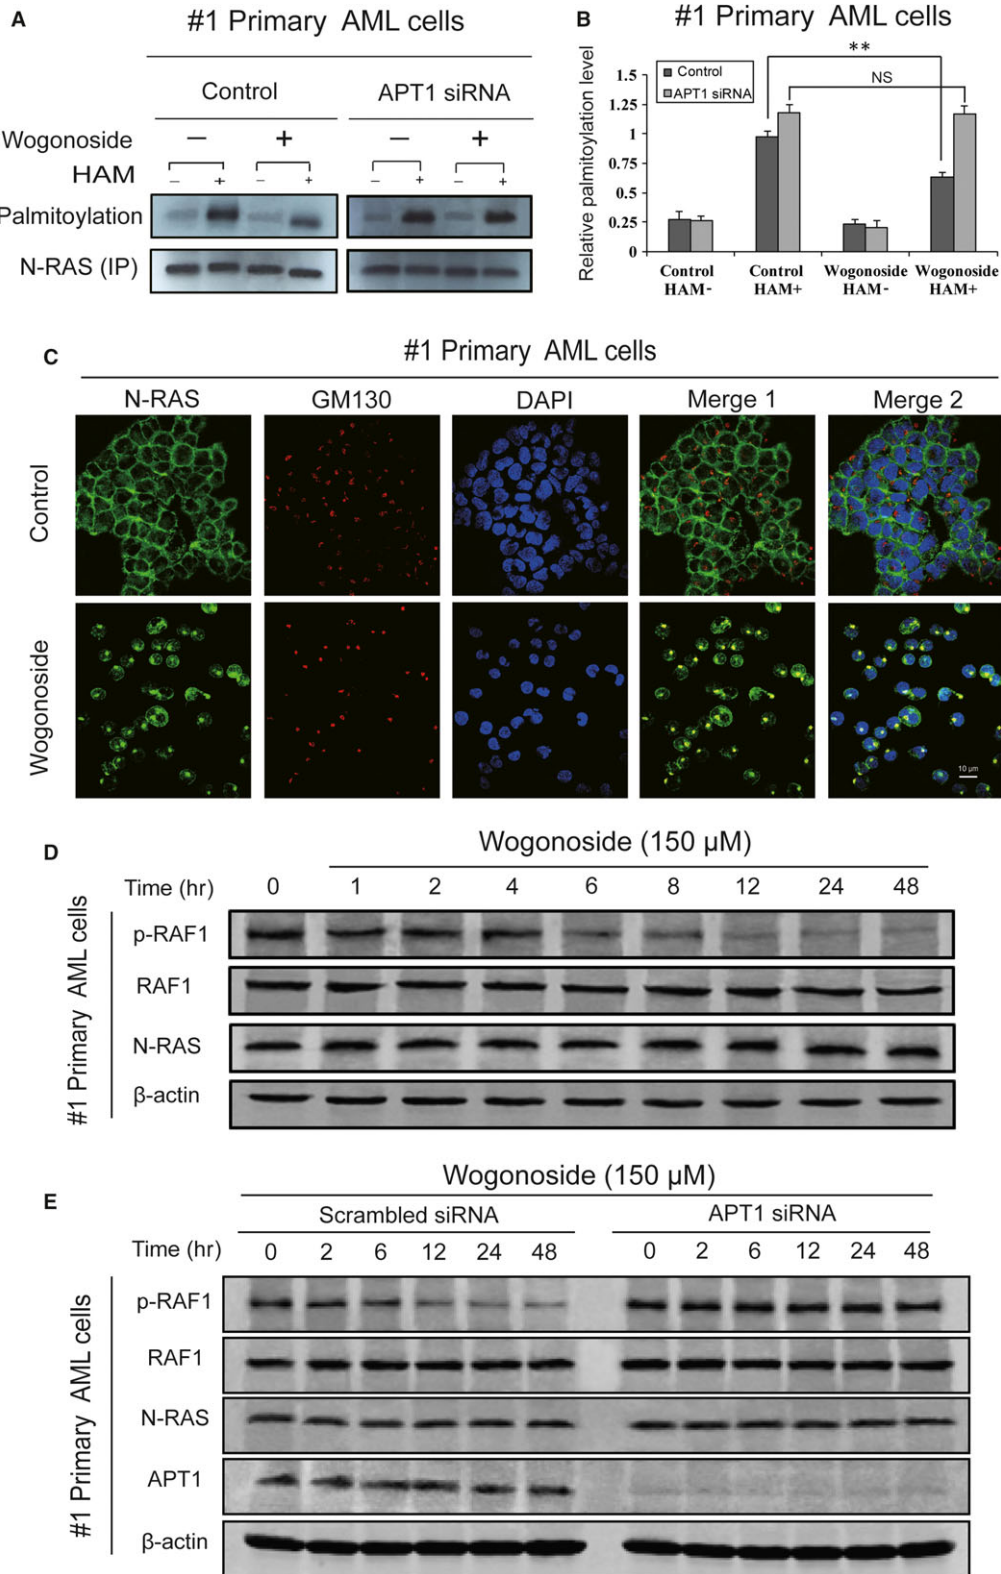 A
#1 Primary AML cells
Control APT1 siRNA
Wogonoside − + − +
HAM − + − + − + − +
Palmitoylation
N-RAS (IP)
B
#1 Primary AML cells
Relative palmitoylation level
** NS
Control
APT1 siRNA
1.5
1.25
1
0.75
0.5
0.25
0
Control HAM-
Control HAM+
Wogonoside HAM-
Wogonoside HAM+
C
#1 Primary AML cells
N-RAS GM130 DAPI Merge 1 Merge 2
Control
Wogonoside
10 µm
D
Wogonoside (150 µM)
Time (hr) 0 1 2 4 6 8 12 24 48
#1 Primary AML cells
p-RAF1
RAF1
N-RAS
β-actin
E
Wogonoside (150 µM)
Scrambled siRNA APT1 siRNA
Time (hr) 0 2 6 12 24 48 0 2 6 12 24 48
#1 Primary AML cells
p-RAF1
RAF1
N-RAS
APT1
β-actin